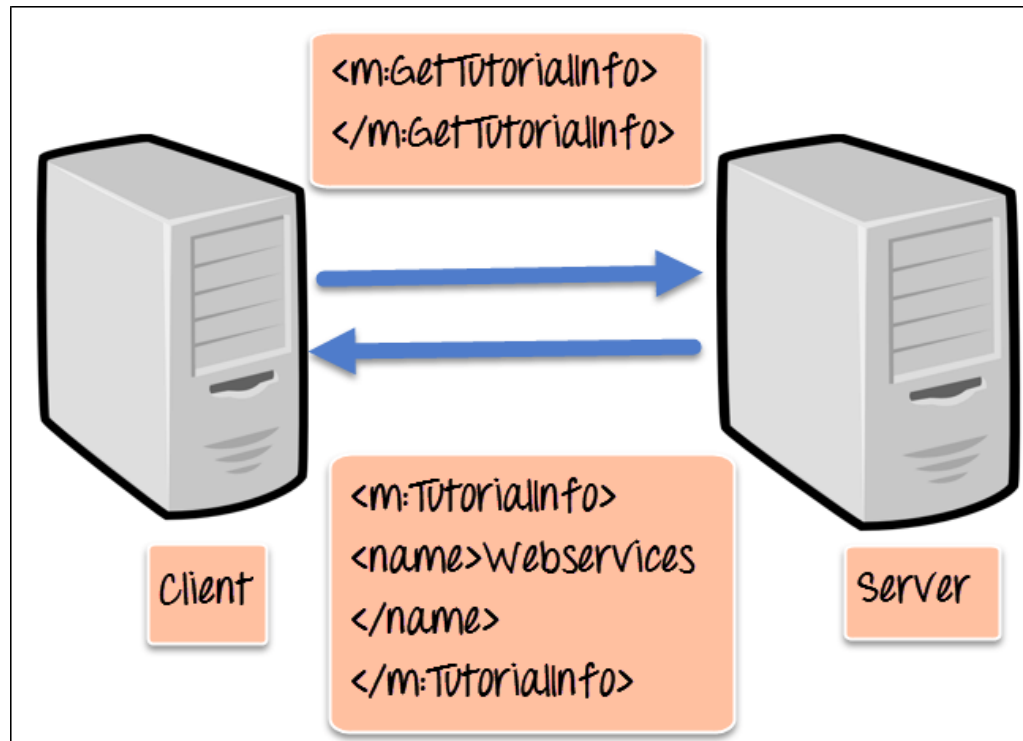 <m:GetTutorialInfo>
</m:GetTutorialInfo>
<m:TutorialInfo>
<name>Webservices
</name>
</m:TutorialInfo>
Client
Server